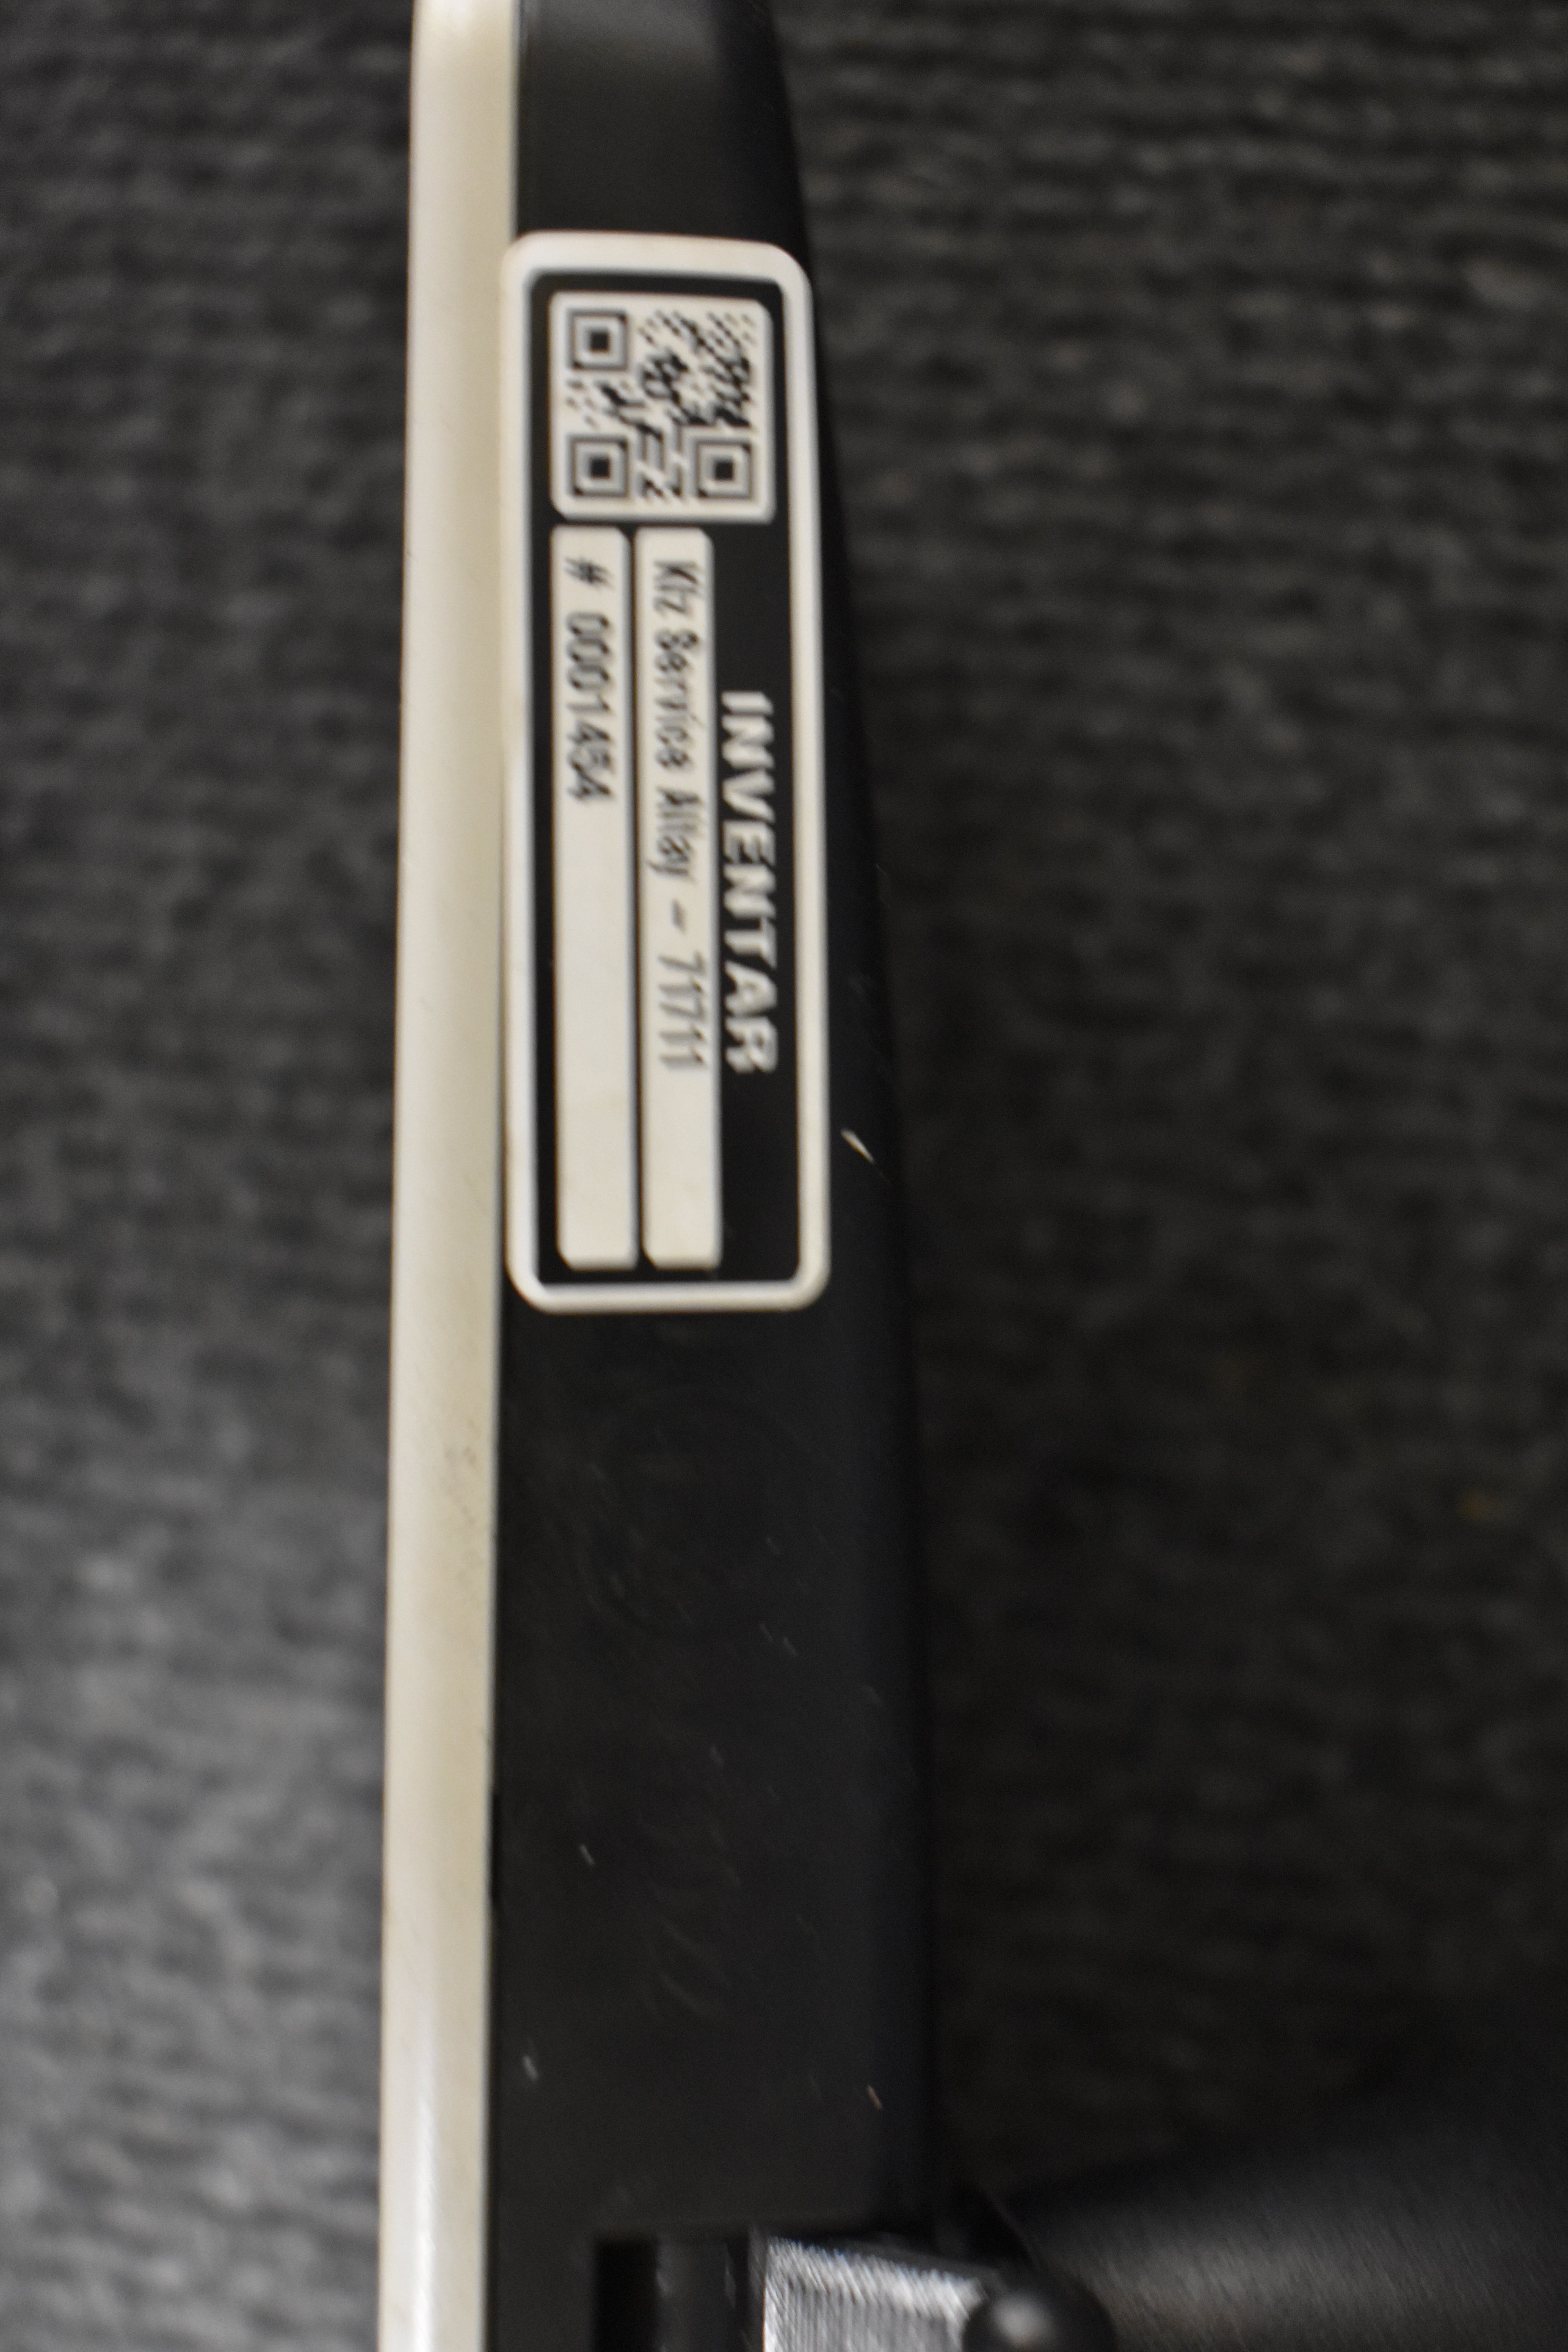 INVENTAR
Kfz Service Allay - 71711
# 0001454